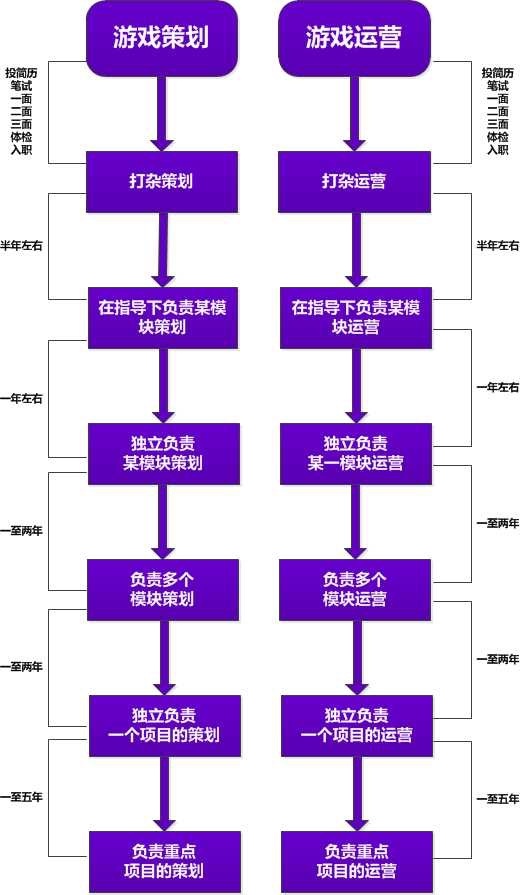 游戏策划
游戏运营
投简历
笔试
一面
二面
三面
体检
入职
投简历
笔试
一面
二面
三面
体检
入职
打杂策划
打杂运营
半年左右
半年左右
在指导下负责某模
块策划
在指导下负责某模
块运营
一年左右
一年左右
独立负责
某模块策划
独立负责
某一模块运营
一至两年
一至两年
负责多个
模块策划
负责多个
模块运营
一至两年
一至两年
独立负责
一个项目的策划
独立负责
一个项目的运营
一至五年
一至五年
负责重点
项目的策划
负责重点
项目的运营